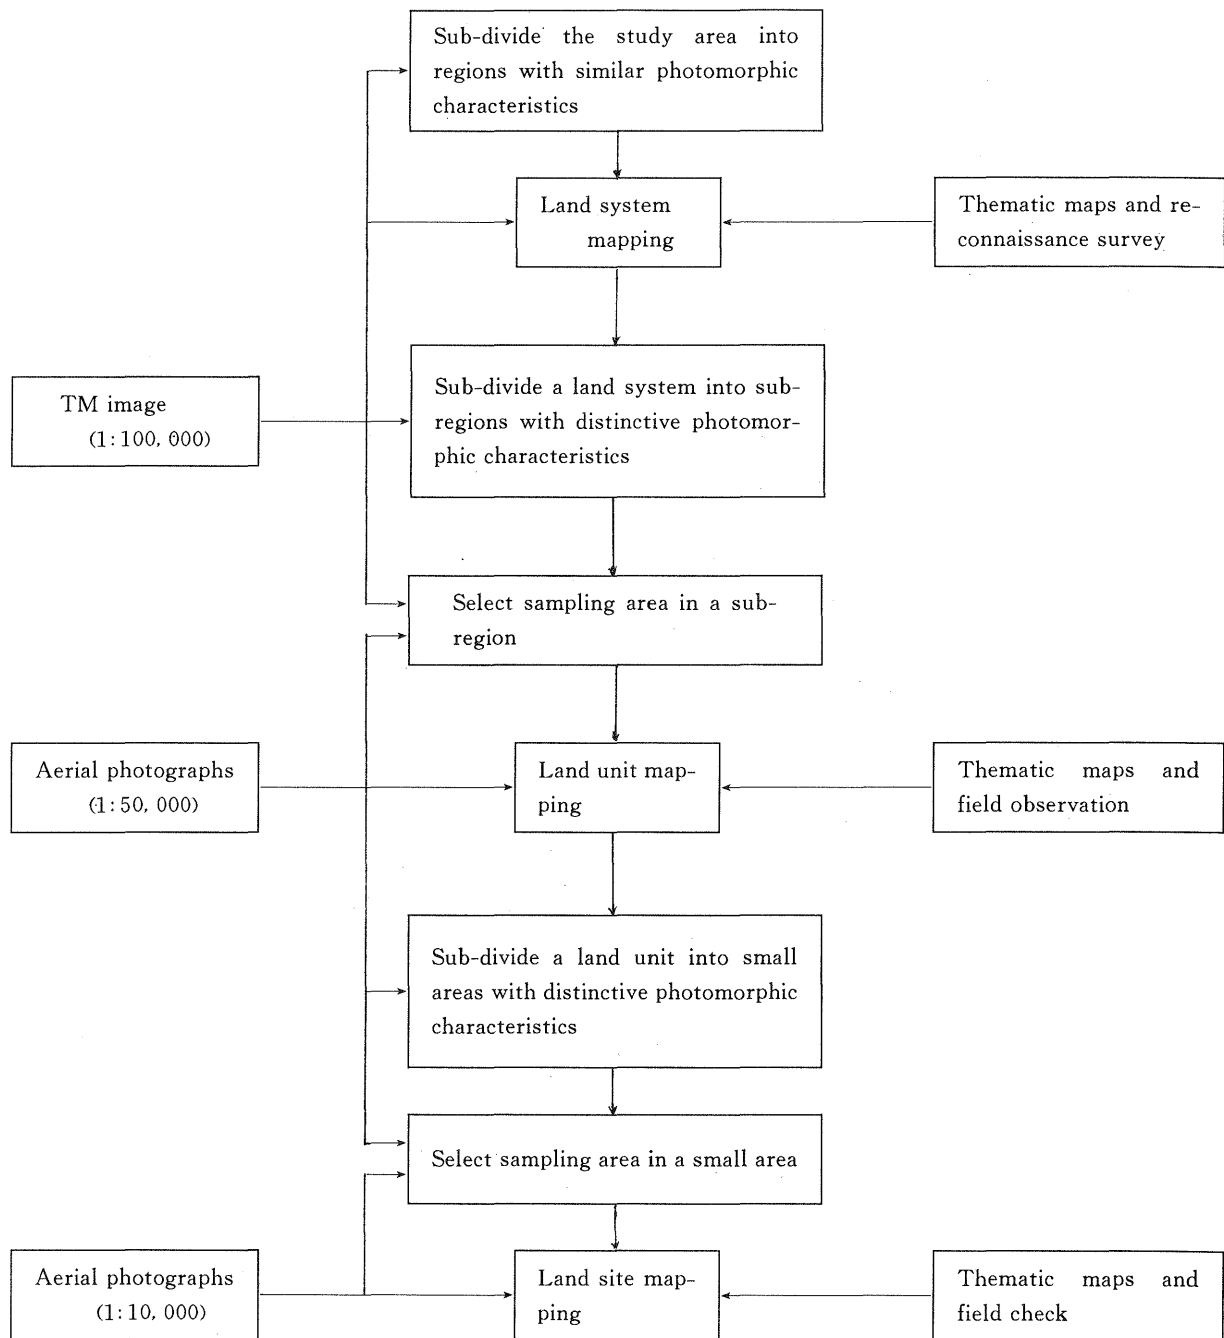 Sub-divide the study area into
regions with similar photomorphic
characteristics
Land system
mapping
Thematic maps and re-
connaissance survey
TM image
(1:100, 000)
Sub-divide a land system into sub-
regions with distinctive photomor-
phic characteristics
Select sampling area in a sub-
region
Aerial photographs
(1:50, 000)
Land unit map-
pping
Thematic maps and
field observation
Sub-divide a land unit into small
areas with distinctive photomorphic
characteristics
Select sampling area in a small area
Aerial photographs
(1:10, 000)
Land site map-
pping
Thematic maps and
field check